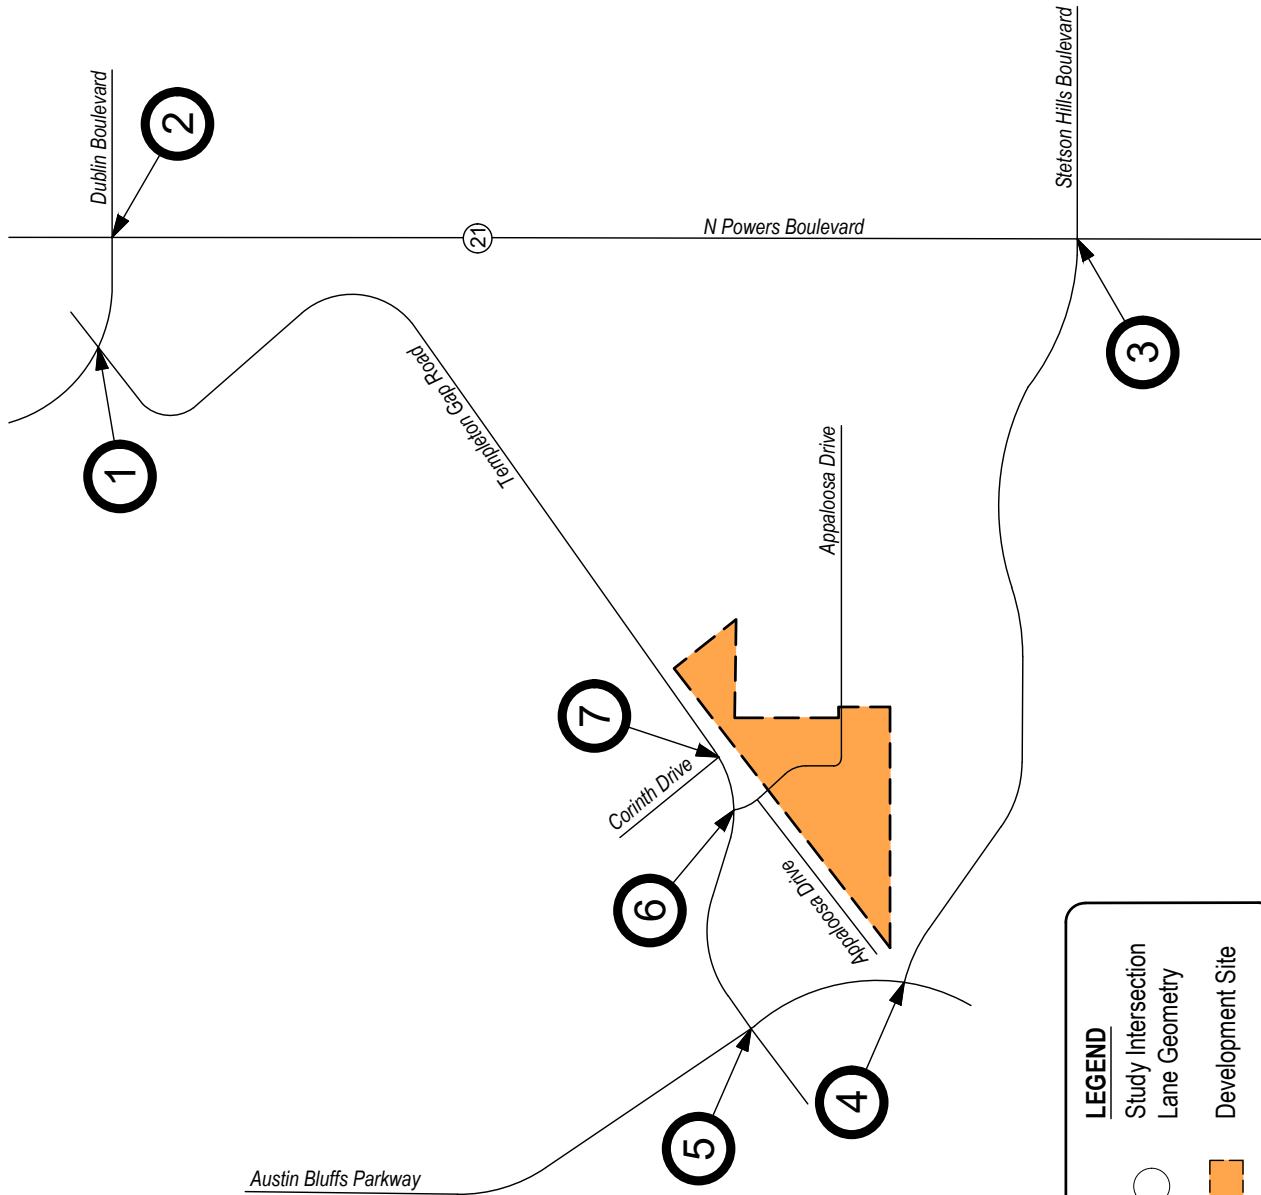 Dublin Boulevard
2
21
N Powers Boulevard
Stetson Hills Boulevard
1
3
Templeton Gap Road
Appaloosa Drive
7
Corinth Drive
6
Appaloosa Drive
5
4
Austin Bluffs Parkway
LEGEND
Study Intersection
Lane Geometry
Development Site